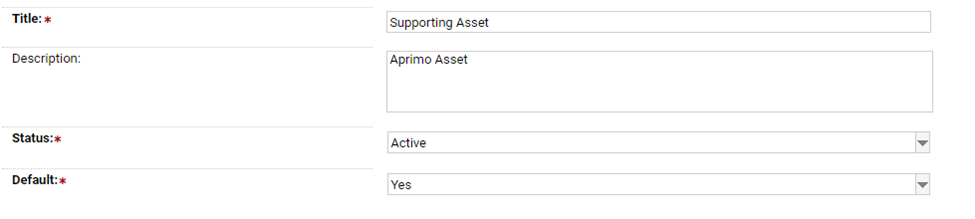 Title:* Supporting Asset
Description: Aprimo Asset
Status:* Active
Default:* Yes